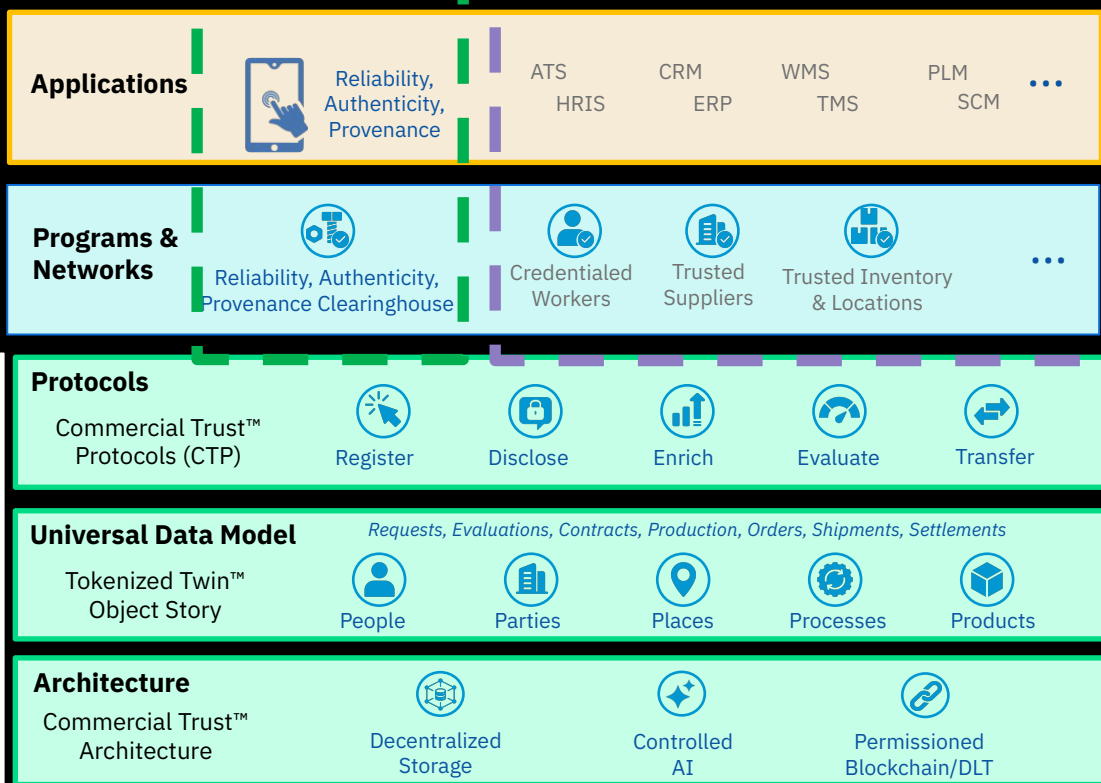 Applications
Reliability,
Authenticity,
Provenance
ATS
CRM
WMS
PLM
HRIS
ERP
TMS
SCM
...
Programs &
Networks
Reliability, Authenticity,
Provenance Clearinghouse
Credentialed
Workers
Trusted
Suppliers
Trusted Inventory
& Locations
...
Protocols
Commercial Trust™
Protocols (CTP)
Register
Disclose
Enrich
Evaluate
Transfer
Universal Data Model
Requests, Evaluations, Contracts, Production, Orders, Shipments, Settlements
Tokenized Twin™
Object Story
People
Parties
Places
Processes
Products
Architecture
Commercial Trust™
Architecture
Decentralized
Storage
Controlled
AI
Permissioned
Blockchain/DLT